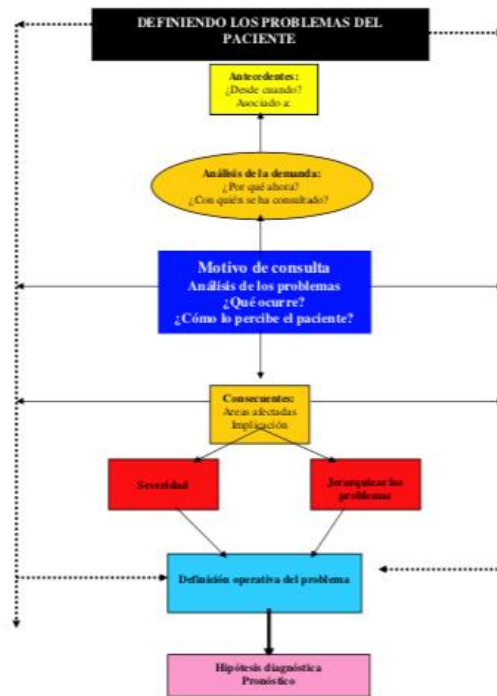 DEFINIENDO LOS PROBLEMAS DEL
PACIENTE
Antecedentes:
¿Desde cuando?
Asociado a:
Análisis de la demanda:
¿Por qué ahora?
¿Con quién se ha consultado?
Motivo de consulta
Análisis de los problemas
¿Qué ocurre?
¿Cómo lo percibe el paciente?
Consecuentes:
Areas afectadas
Implicación
Severidad
Jerarquizar los
problemas
Definición operativa del problema
Hipótesis diagnóstica
Pronóstico